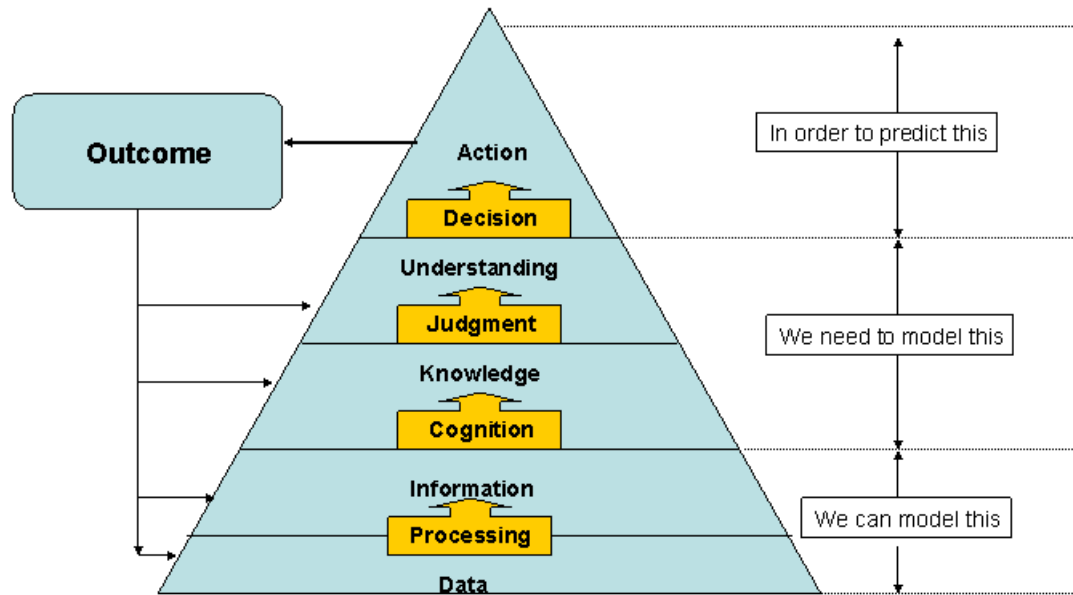 Outcome
Action
In order to predict this
Decision
Understanding
Judgment
We need to model this
Knowledge
Cognition
Information
We can model this
Processing
Data